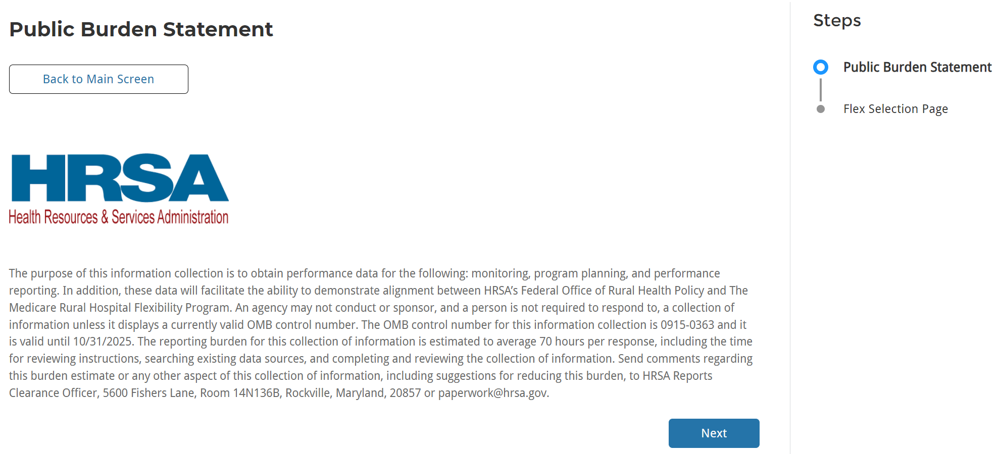 Public Burden Statement
Back to Main Screen
HRSA
Health Resources & Services Administration
The purpose of this information collection is to obtain performance data for the following: monitoring, program planning, and performance
reporting. In addition, these data will facilitate the ability to demonstrate alignment between HRSA’s Federal Office of Rural Health Policy and The
Medicare Rural Hospital Flexibility Program. An agency may not conduct or sponsor, and a person is not required to respond to, a collection of
information unless it displays a currently valid OMB control number. The OMB control number for this information collection is 0915-0363 and it
is valid until 10/31/2025. The reporting burden for this collection of information is estimated to average 70 hours per response, including the time
for reviewing instructions, searching existing data sources, and completing and reviewing the collection of information. Send comments regarding
this burden estimate or any other aspect of this collection of information, including suggestions for reducing this burden, to HRSA Reports
Clearance Officer, 5600 Fishers Lane, Room 14N136B, Rockville, Maryland, 20857 or paperwork@hrsa.gov.
Next
Steps
Public Burden Statement
Flex Selection Page